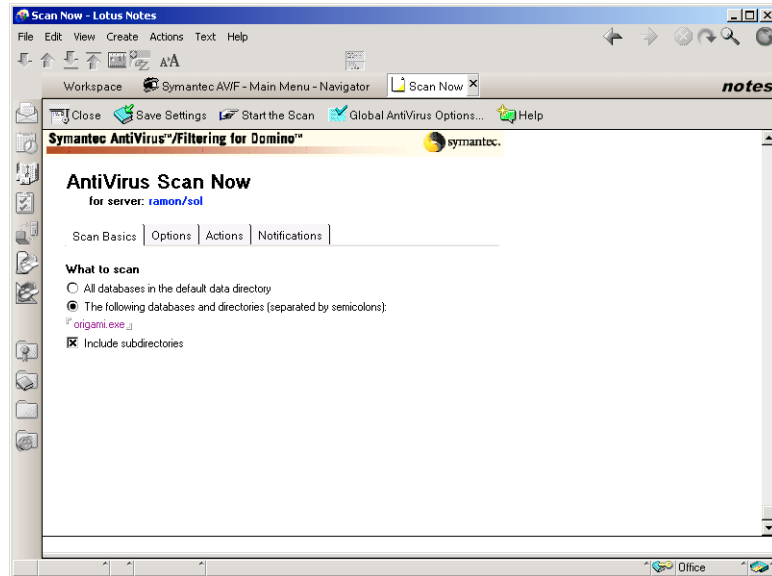 Scan Now - Lotus Notes
File Edit View Create Actions Text Help
Workspace Symantec AV/F - Main Menu - Navigator Scan Now
notes
Close Save Settings Start the Scan Global AntiVirus Options... Help
Symantec AntiVirus™/Filtering for Domino™
symantec.
AntiVirus Scan Now
for server: ramon/sol
Scan Basics Options Actions Notifications
What to scan
All databases in the default data directory
The following databases and directories (separated by semicolons):
origami.exe
Include subdirectories
Office